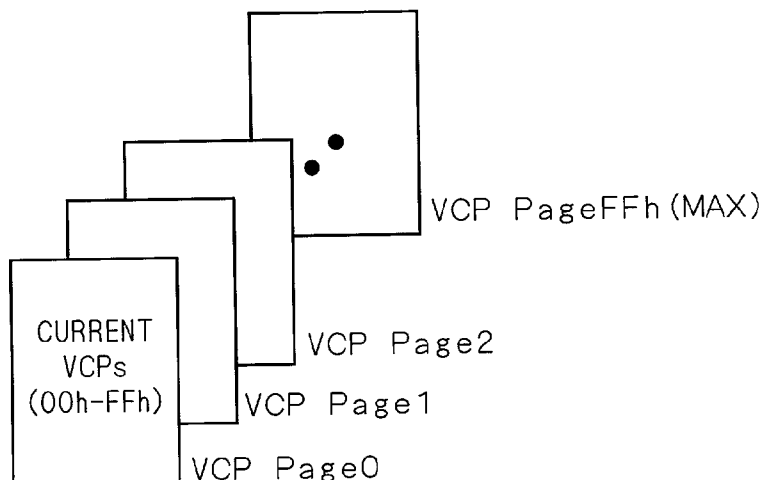 VCP PageFFh(MAX)
CURRENT
VCPs
(00h-FFh)
VCP Page2
VCP Page1
VCP Page0